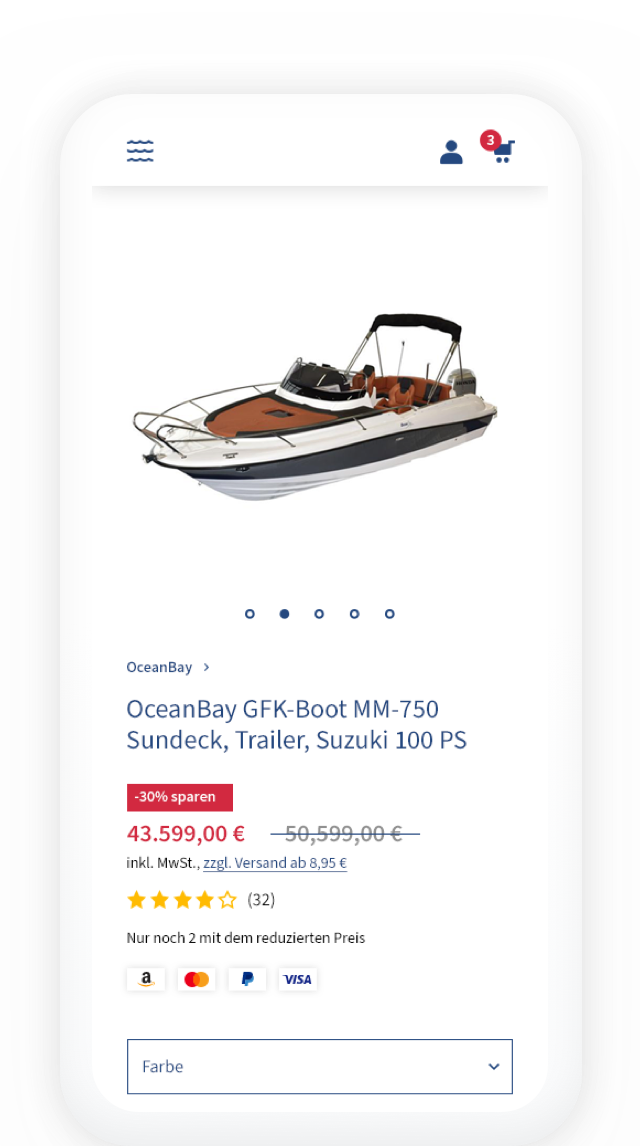 3
OceanBay
OceanBay GFK-Boot MM-750
Sundeck, Trailer, Suzuki 100 PS
-30% sparen
43.599,00 € 50,599,00 €
inkl. MwSt., zzgl. Versand ab 8,95 €
(32)
Nur noch 2 mit dem reduzierten Preis
a VISA
Farbe